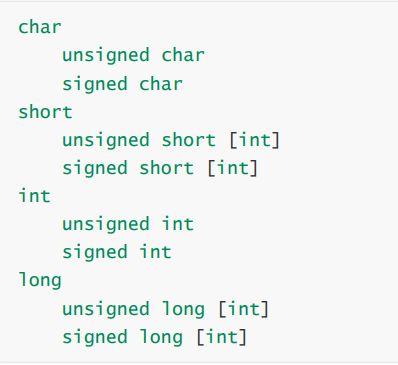 char
unsigned char
signed char
short
unsigned short [int]
signed short [int]
int
unsigned int
signed int
long
unsigned long [int]
signed long [int]